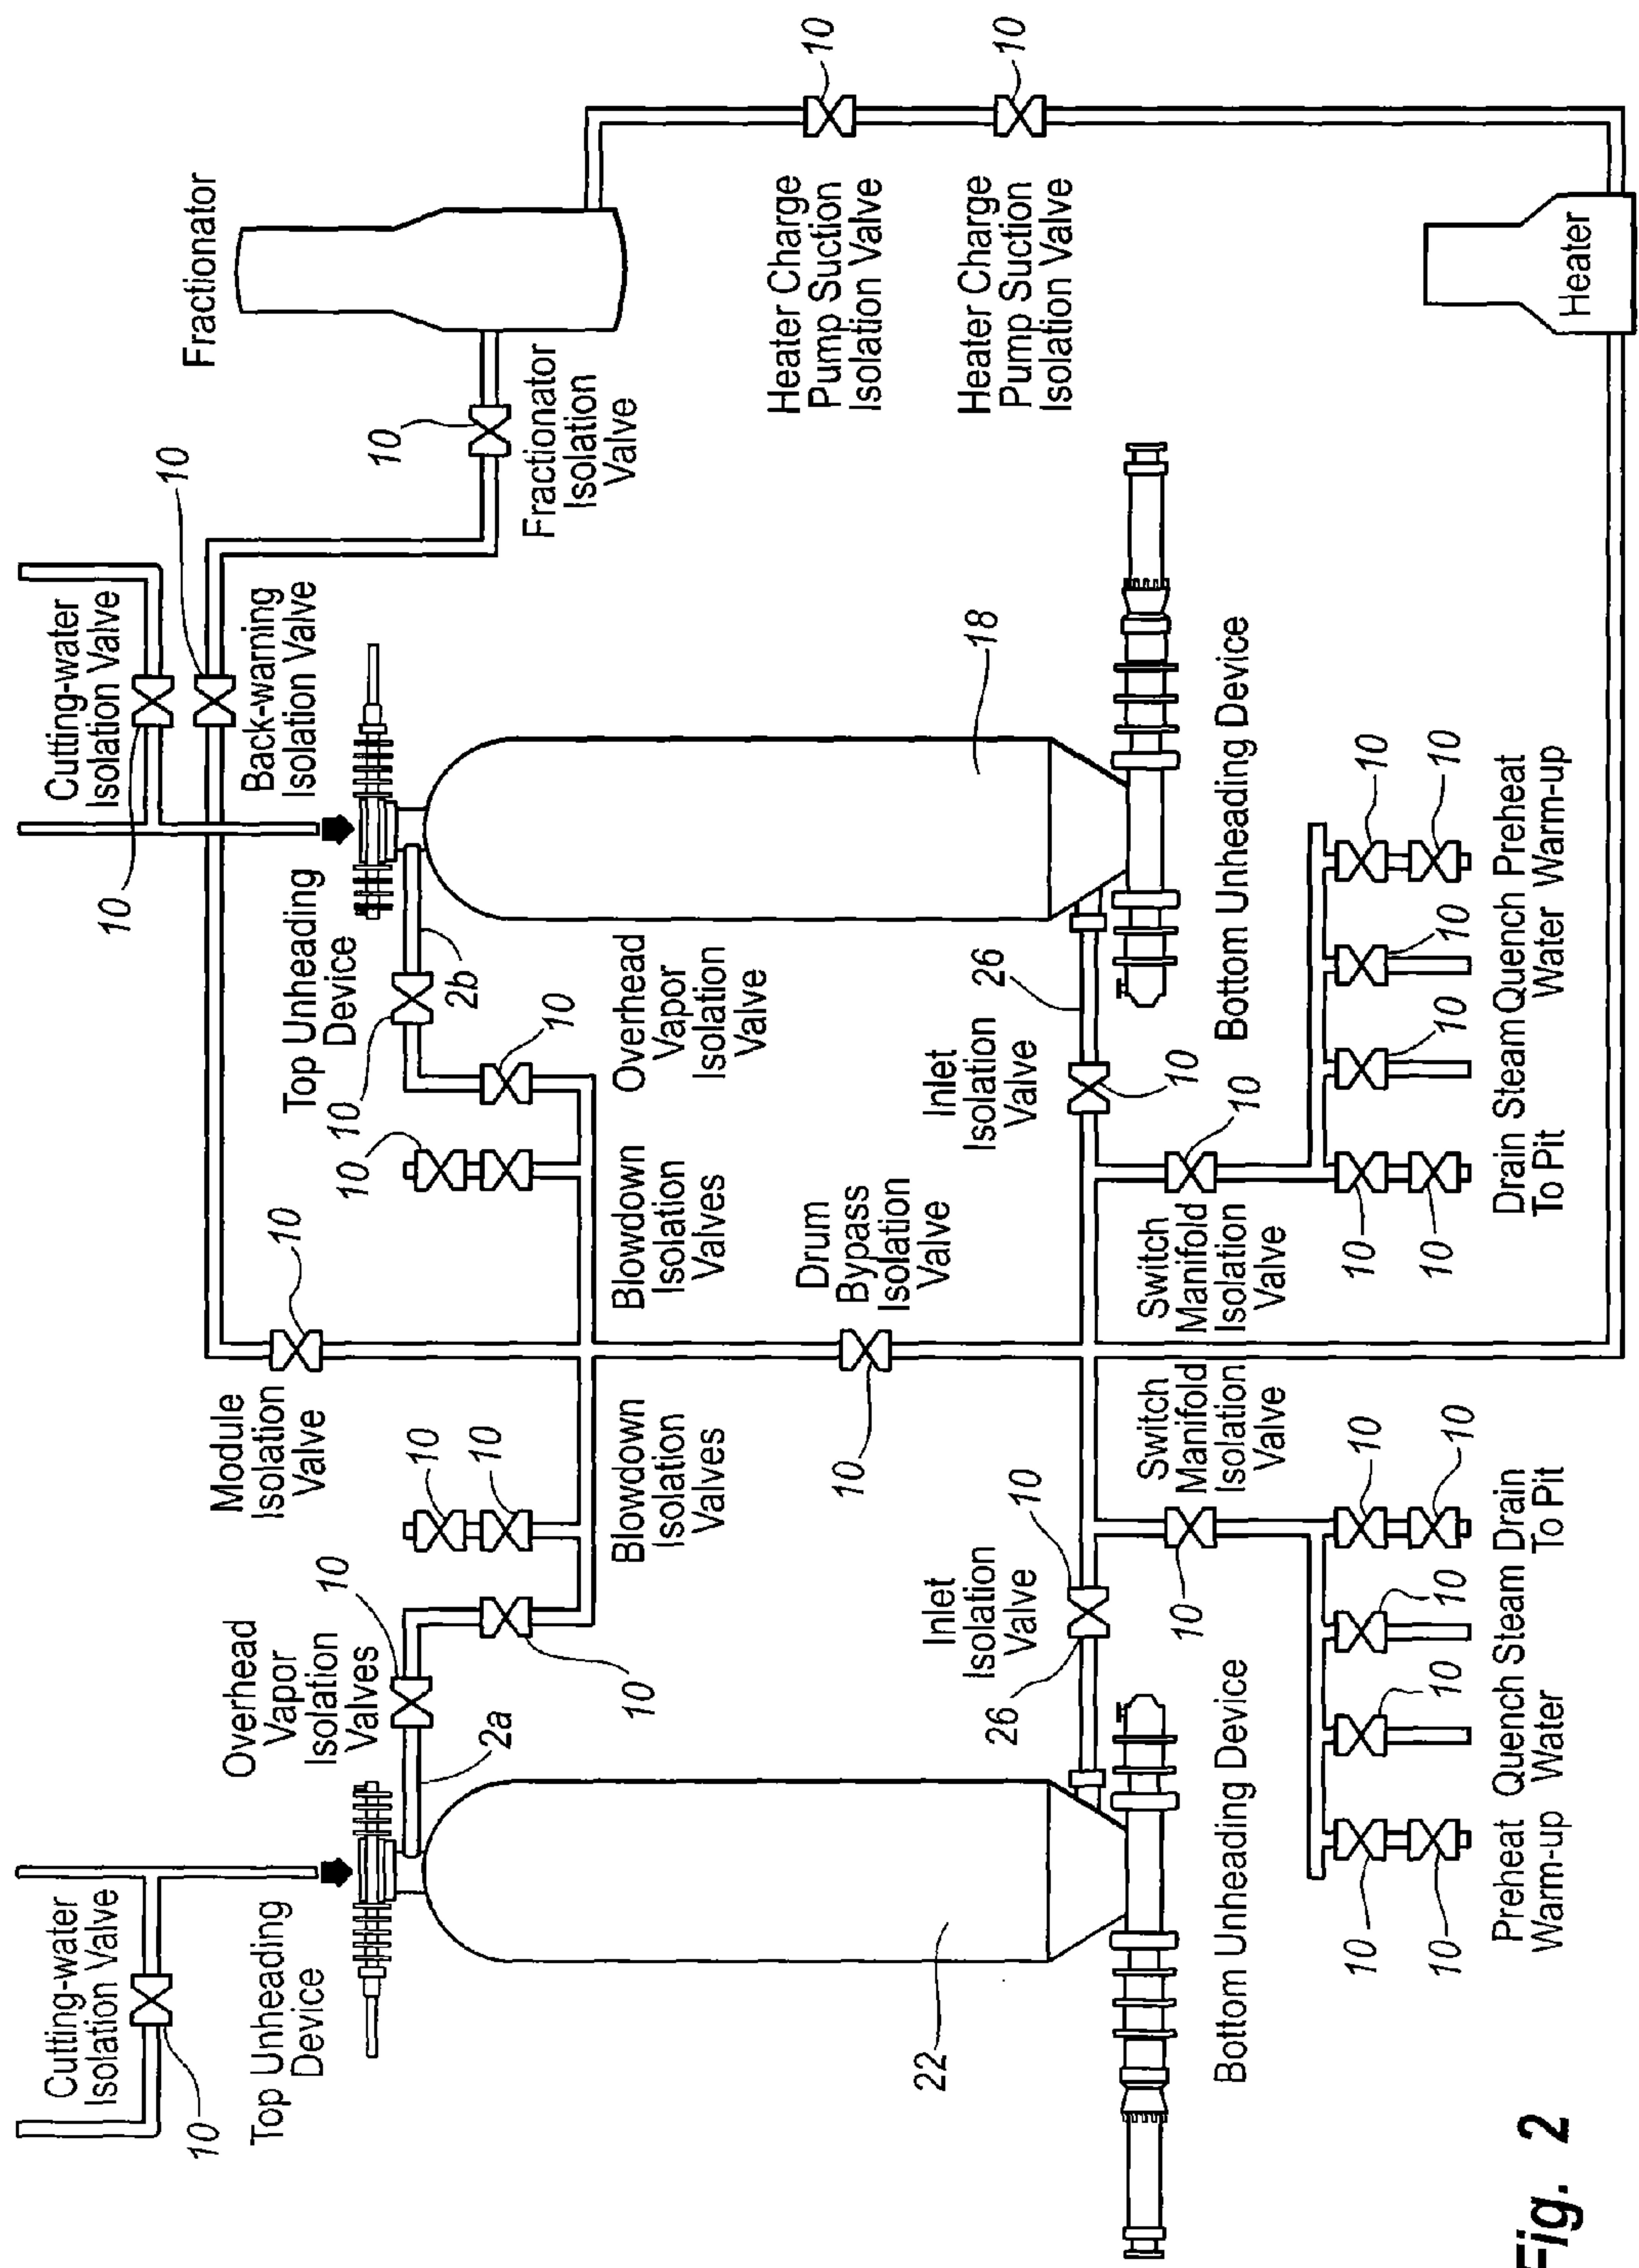 Cutting-water
Isolation Valve
10
Cutting-water
Isolation Valve
10
10
Fractionator
Top Unheading
Device
Overhead
Vapor
Isolation
Valves
10
2a
10
Module
Isolation
Valve
10
10
10
Blowdown
Isolation
Valves
10
Blowdown
Isolation
Valves
Top Unheading
Device
10
2b
10
Overhead
Vapor
Isolation
Valve
Back-warning
Isolation Valve
10
Fractionator
Isolation
Valve
10
Heater Charge
Pump Suction
Isolation Valve
10
Heater Charge
Pump Suction
Isolation Valve
10
Drum
Bypass
Isolation
Valve
22
18
Inlet
Isolation
Valve
26
10
Inlet
Isolation
Valve
26
10
Bottom Unheading Device
Bottom Unheading Device
Switch
Manifold
Isolation
Valve
10
Switch
Manifold
Isolation
Valve
10
10
10
Preheat
Warm-up
10
Quench
Water
10
Steam
10
10
Drain
To Pit
10
10
Drain
To Pit
10
Steam
10
Quench
Water
10
10
Preheat
Warm-up
Heater
Fig. 2